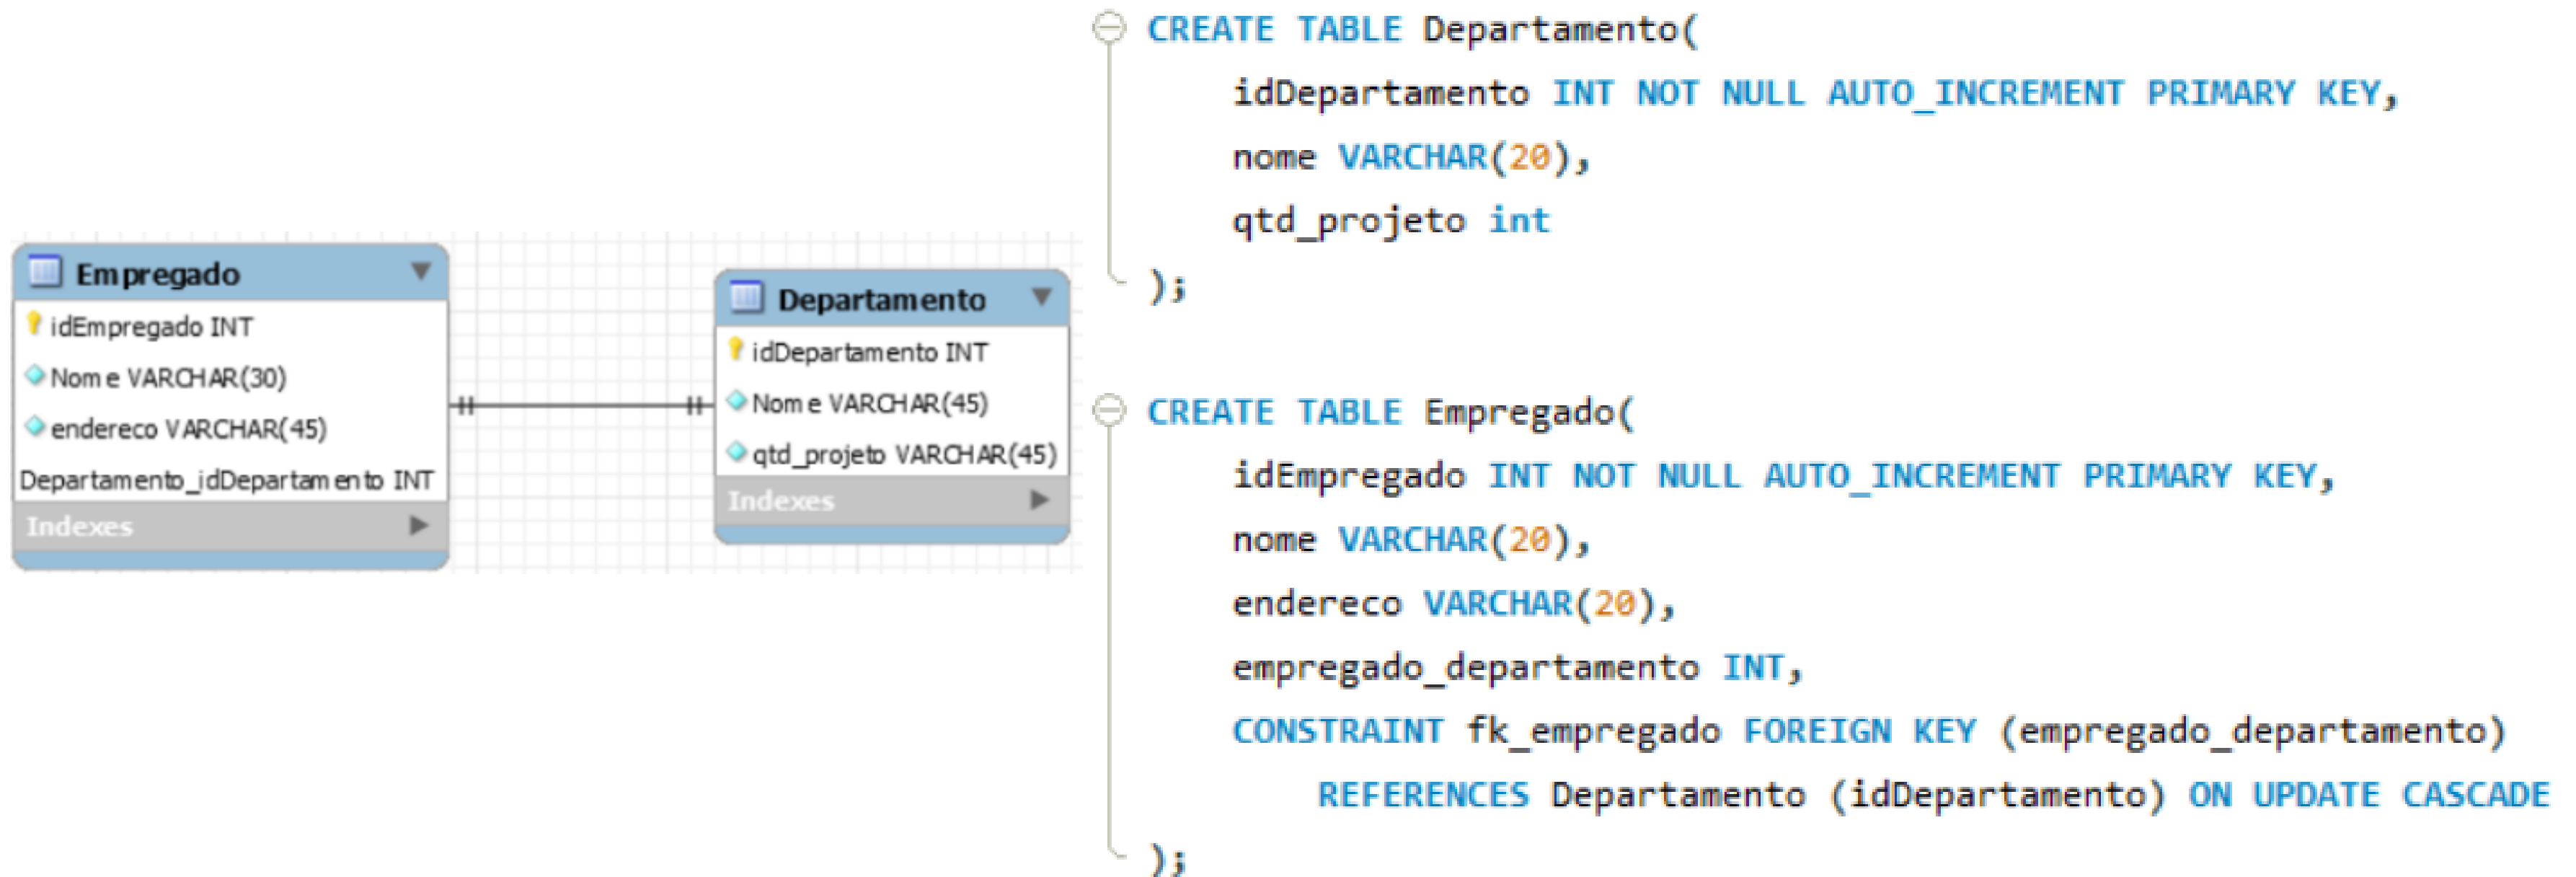 Empregado
idEmpregado INT
Nome VARCHAR(30)
endereco VARCHAR(45)
Departamento_idDepartamento INT
Indexes
Departamento
idDepartamento INT
Nome VARCHAR(45)
qtd_projeto VARCHAR(45)
Indexes
CREATE TABLE Departamento(
idDepartamento INT NOT NULL AUTO_INCREMENT PRIMARY KEY,
nome VARCHAR(20),
qtd_projeto int
);
CREATE TABLE Empregado(
idEmpregado INT NOT NULL AUTO_INCREMENT PRIMARY KEY,
nome VARCHAR(20),
endereco VARCHAR(20),
empregado_departamento INT,
CONSTRAINT fk_empregado FOREIGN KEY (empregado_departamento)
REFERENCES Departamento (idDepartamento) ON UPDATE CASCADE
);